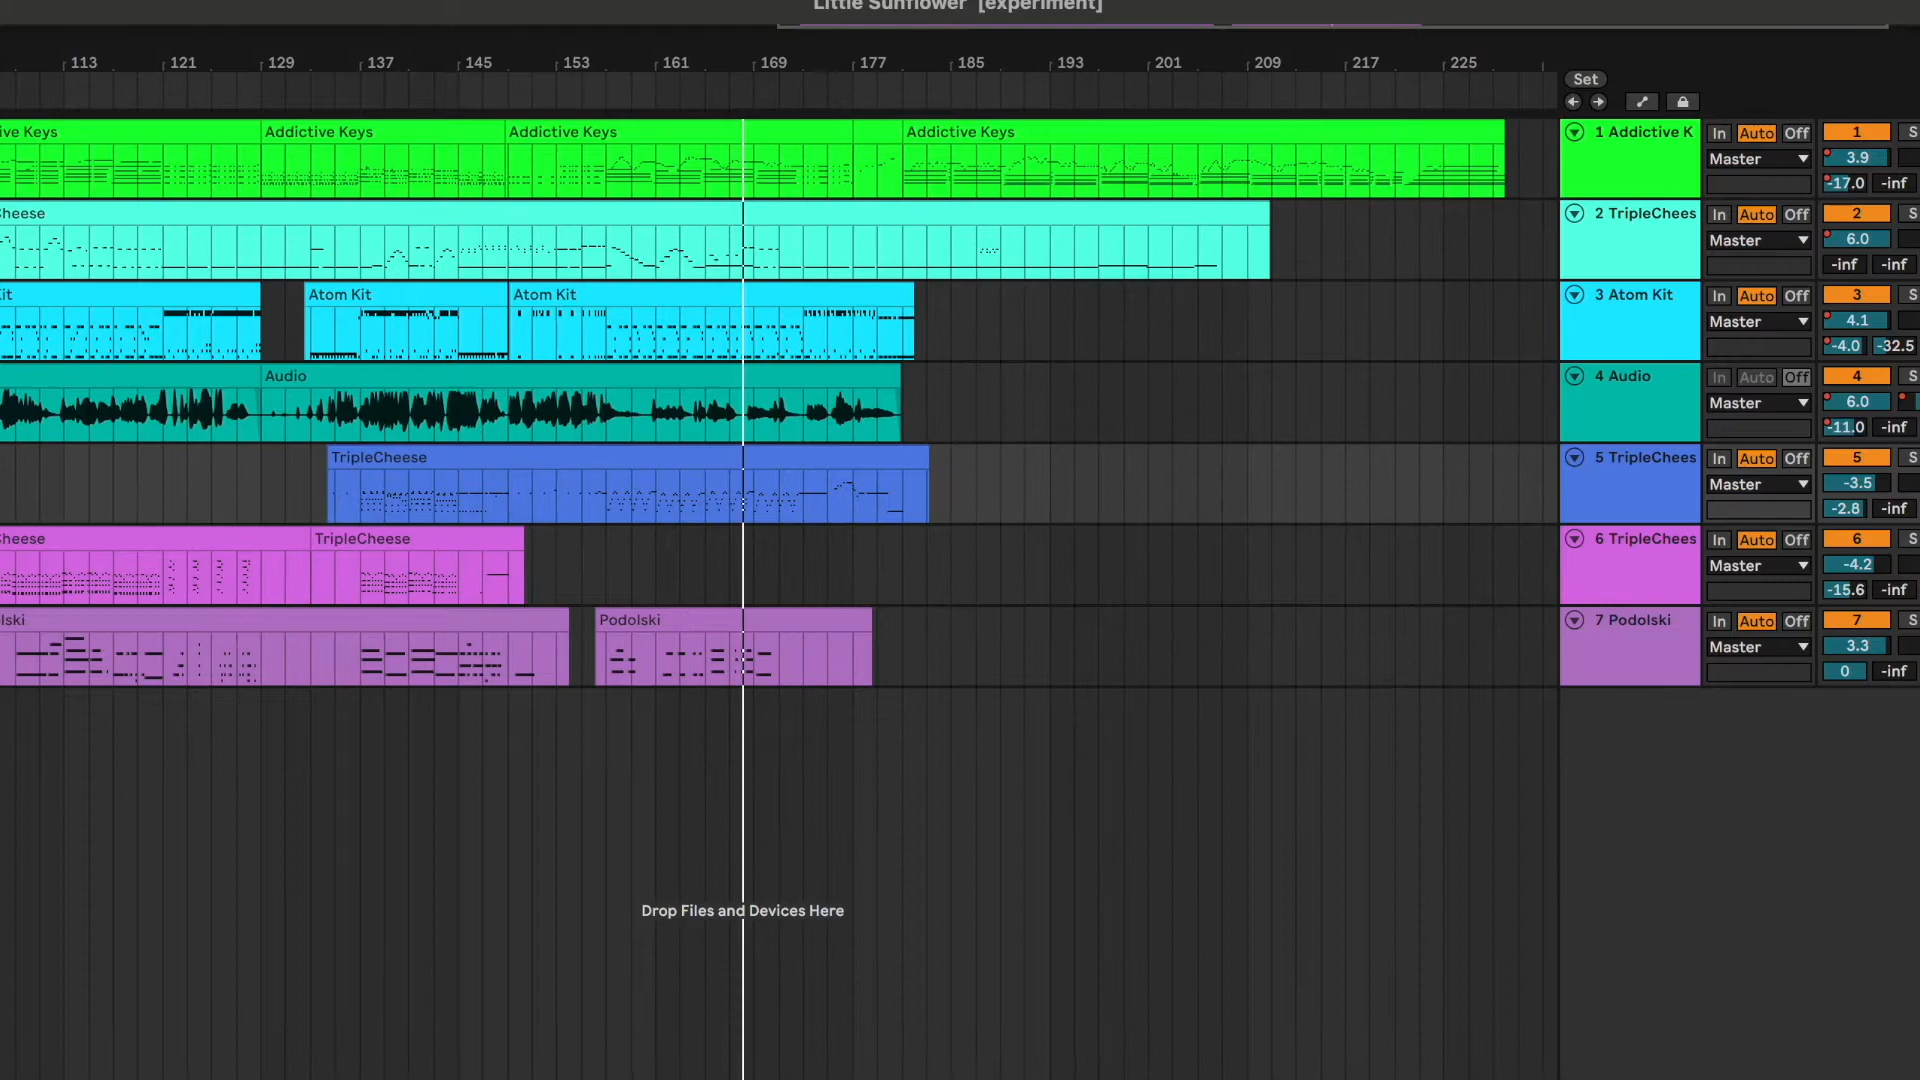 Little Sunflower [experiment]
113 121 129 137 145 153 161 169 177 185 193 201 209 217 225
Set
ive Keys Addictive Keys Addictive Keys Addictive Keys 1 Addictive K In Auto Off 1 S
Master 3.9
-17.0 -inf
Cheese 2 TripleChees In Auto Off 2 S
Master 6.0
-inf -inf
Kit Atom Kit Atom Kit 3 Atom Kit In Auto Off 3 S
Master 4.1
-4.0 -32.5
Audio 4 Audio In Auto Off 4 S
Master 6.0
-11.0 -inf
TripleCheese 5 TripleChees In Auto Off 5 S
Master -3.5
-2.8 -inf
Cheese TripleCheese 6 TripleChees In Auto Off 6 S
Master -4.2
-15.6 -inf
lski Podolski 7 Podolski In Auto Off 7 S
Master 3.3
0 -inf
Drop Files and Devices Here